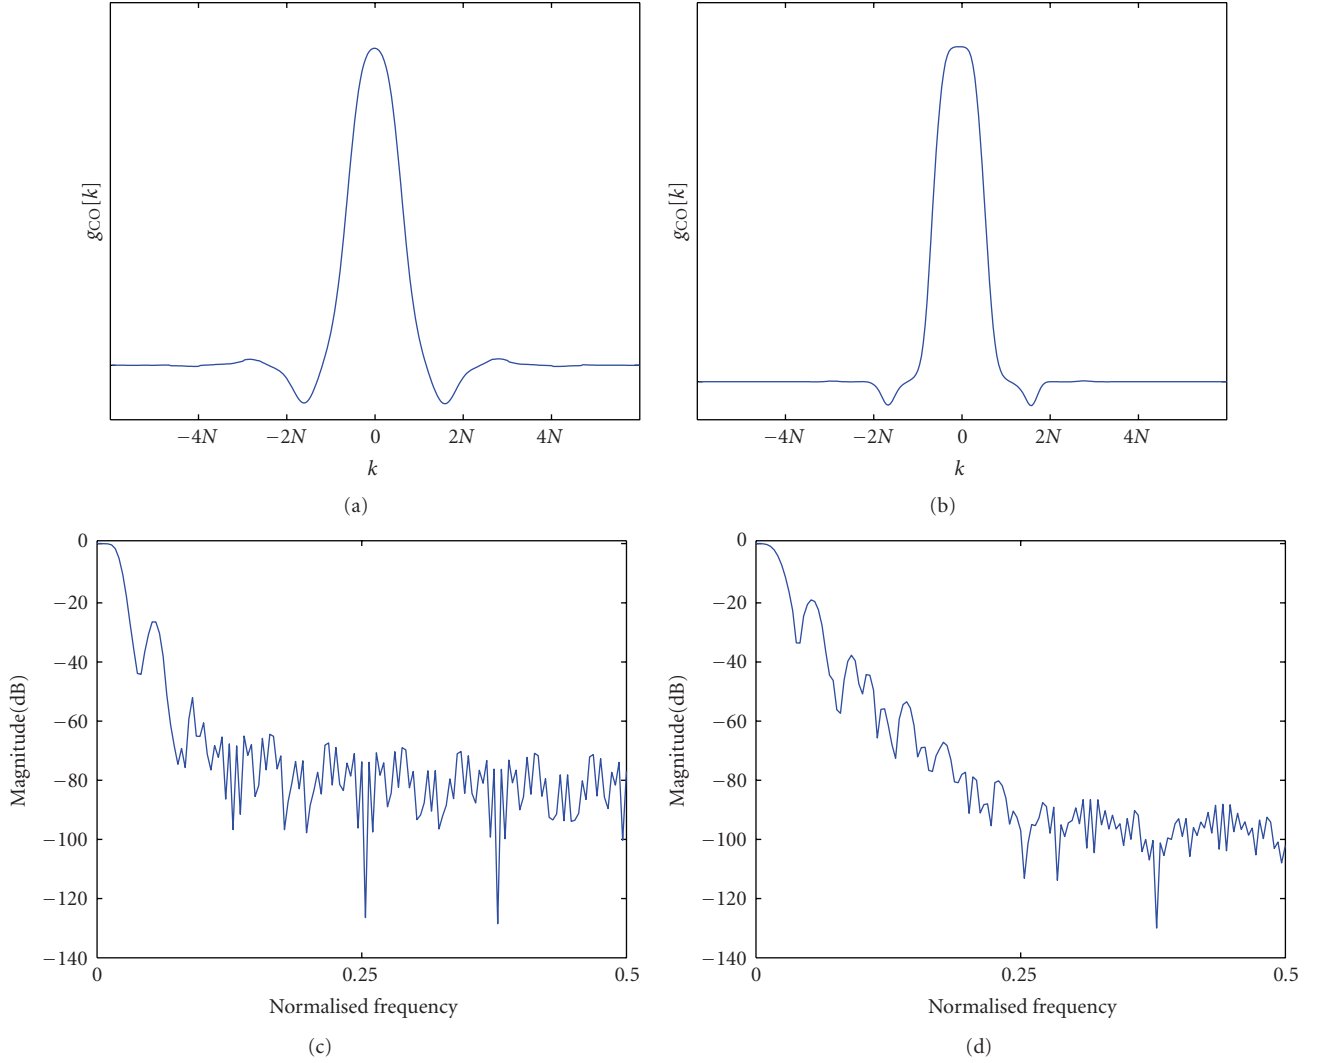 g_CO[k]
−4N −2N 0 2N 4N
k
(a)
g_CO[k]
−4N −2N 0 2N 4N
k
(b)
0
−20
−40
−60
−80
−100
−120
−140
Magnitude(dB)
0 0.25 0.5
Normalised frequency
(c)
0
−20
−40
−60
−80
−100
−120
−140
Magnitude(dB)
0 0.25 0.5
Normalised frequency
(d)